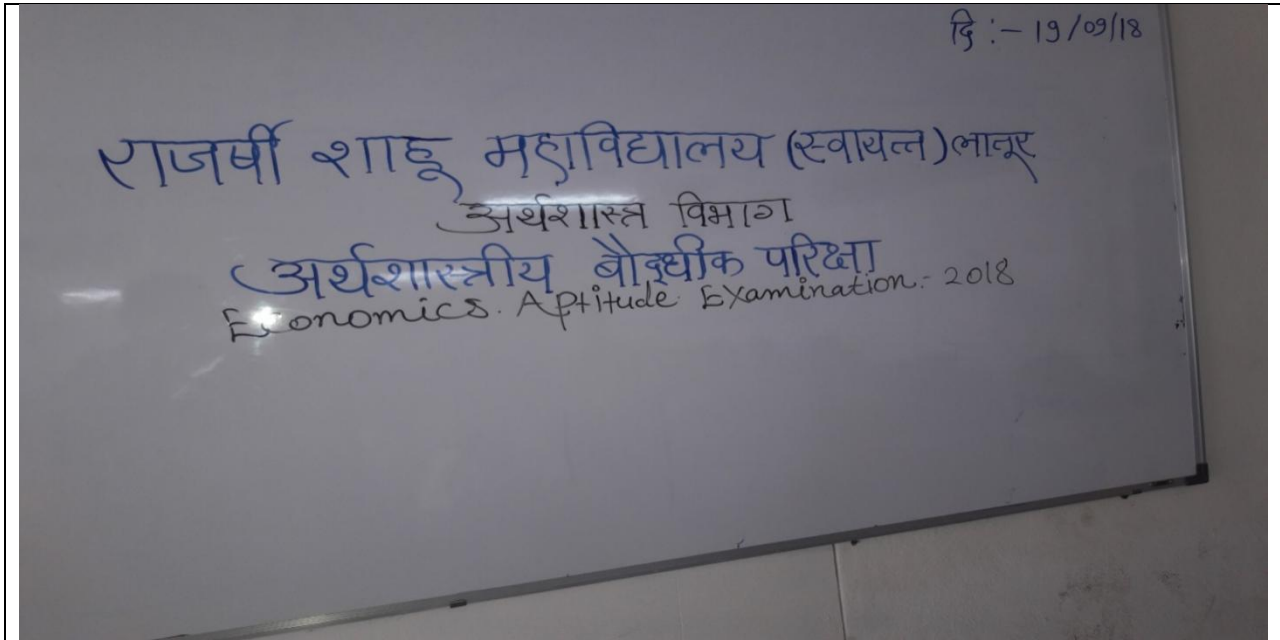 दि :- 19/09/18
राजर्षी शाहू महाविद्यालय (स्वायत्त) लातूर
अर्थशास्त्र विभाग
अर्थशास्त्रीय बौद्धीक परिक्षा
Economics. Aptitude Examination.- 2018